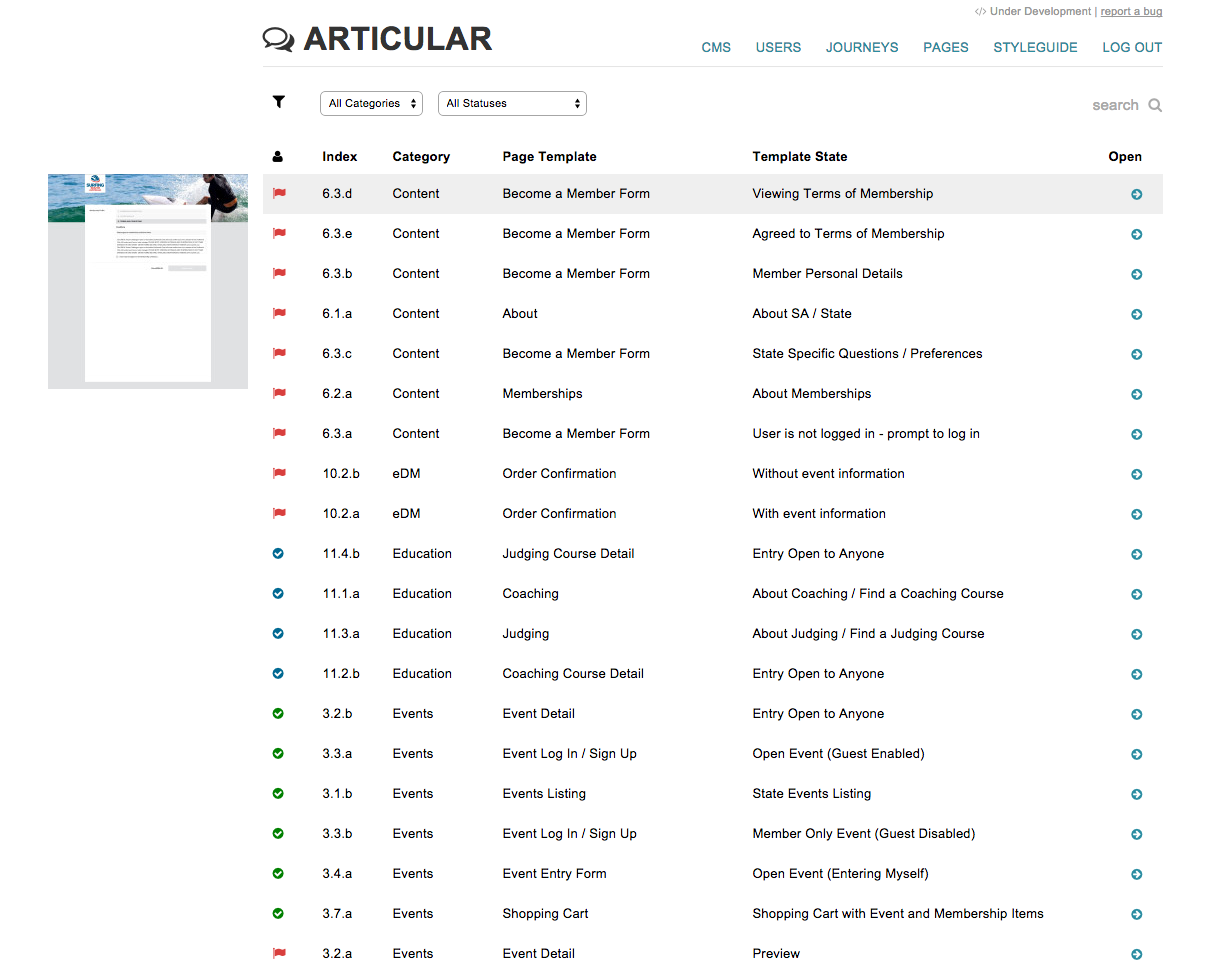 </> Under Development | report a bug
ARTICULAR
CMS USERS JOURNEYS PAGES STYLEGUIDE LOG OUT
All Categories All Statuses search
Index Category Page Template Template State Open
SURFING
6.3.d Content Become a Member Form Viewing Terms of Membership
6.3.e Content Become a Member Form Agreed to Terms of Membership
6.3.b Content Become a Member Form Member Personal Details
6.1.a Content About About SA / State
6.3.c Content Become a Member Form State Specific Questions / Preferences
6.2.a Content Memberships About Memberships
6.3.a Content Become a Member Form User is not logged in - prompt to log in
10.2.b eDM Order Confirmation Without event information
10.2.a eDM Order Confirmation With event information
11.4.b Education Judging Course Detail Entry Open to Anyone
11.1.a Education Coaching About Coaching / Find a Coaching Course
11.3.a Education Judging About Judging / Find a Judging Course
11.2.b Education Coaching Course Detail Entry Open to Anyone
3.2.b Events Event Detail Entry Open to Anyone
3.3.a Events Event Log In / Sign Up Open Event (Guest Enabled)
3.1.b Events Events Listing State Events Listing
3.3.b Events Event Log In / Sign Up Member Only Event (Guest Disabled)
3.4.a Events Event Entry Form Open Event (Entering Myself)
3.7.a Events Shopping Cart Shopping Cart with Event and Membership Items
3.2.a Events Event Detail Preview